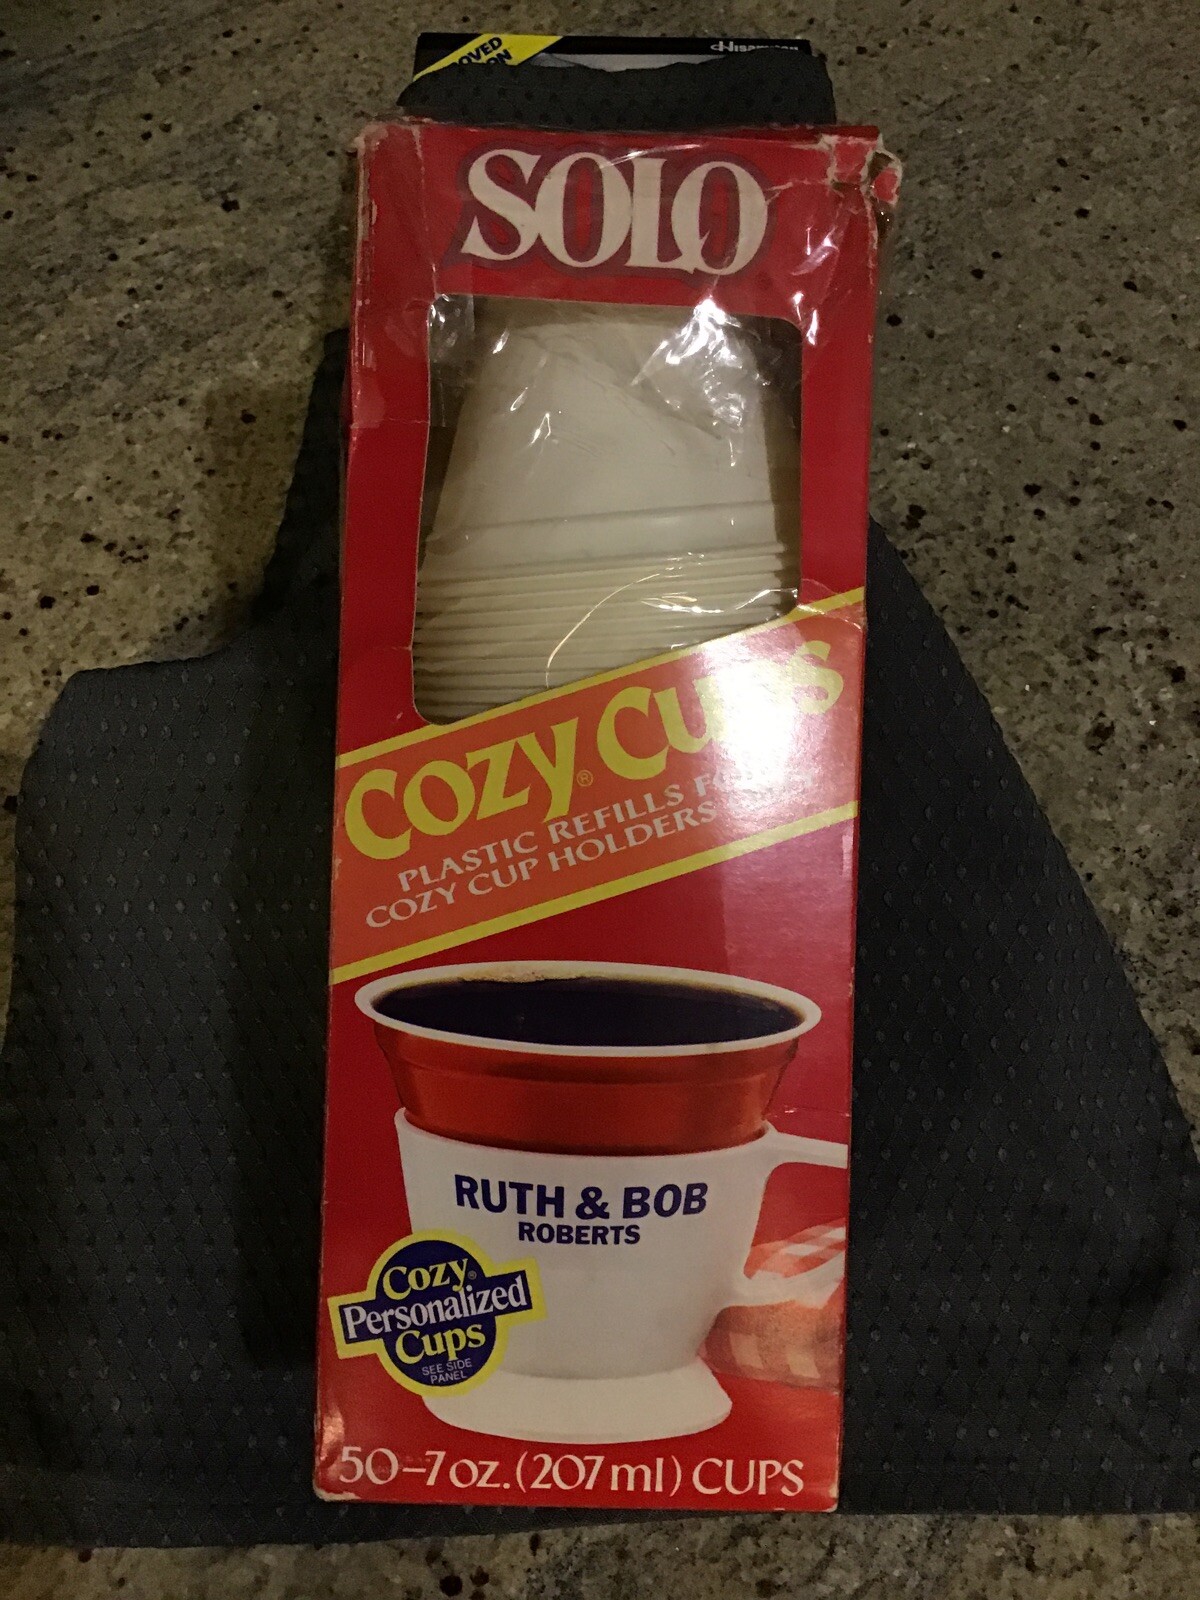 SOLO
COZY® CUPS
PLASTIC REFILLS
COZY CUP HOLDERS
RUTH & BOB
ROBERTS
Cozy®
Personalized
Cups
SEE SIDE
PANEL
50–7 oz. (207 ml) CUPS